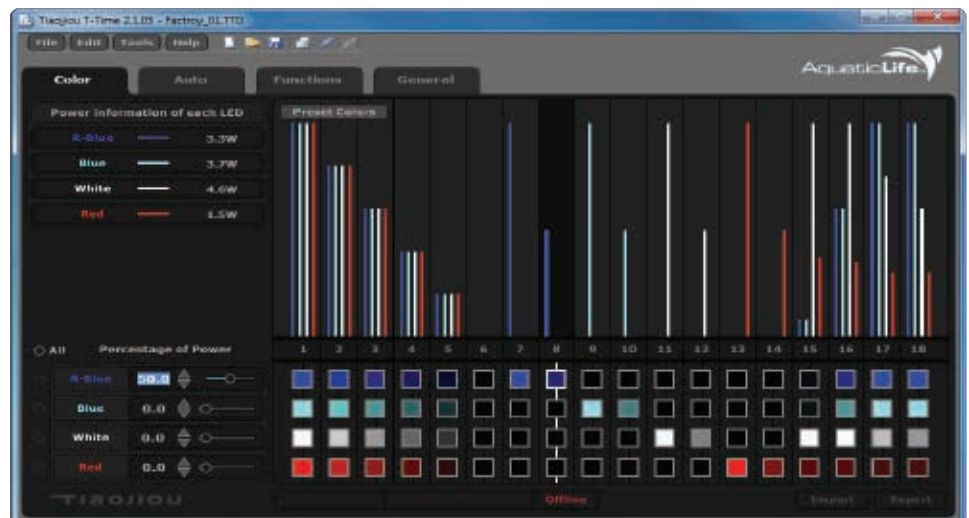 Tiaojiou T-Time 2.1.05 - Factroy_01.TTD
File Edit Tools Help
AquaticLife
Color Auto Functions General
Power information of each LED
Preset Colors
R-Blue 3.3W
Blue 3.7W
White 4.6W
Red 1.5W
All Percentage of Power
1 2 3 4 5 6 7 8 9 10 11 12 13 14 15 16 17 18
R-Blue 50.0
Blue 0.0
White 0.0
Red 0.0
TIAOJIOU
Offline
Import Export